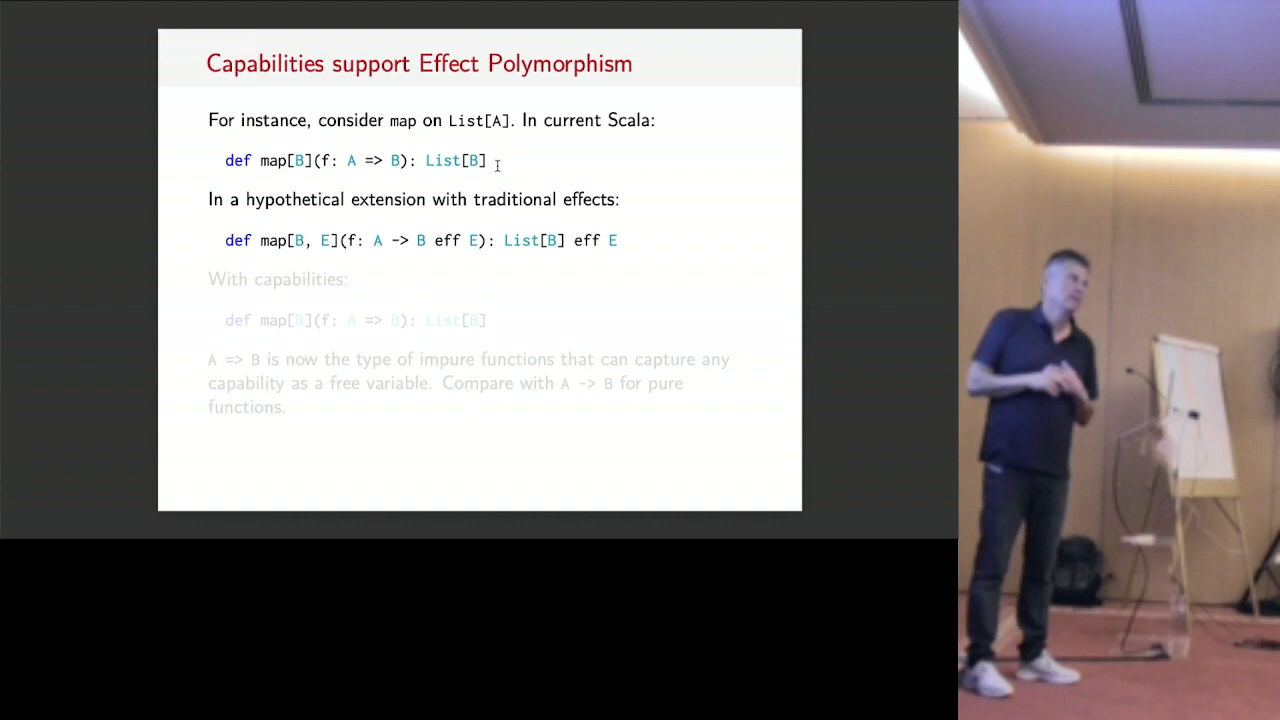 Capabilities support Effect Polymorphism
For instance, consider map on List[A]. In current Scala:
def map[B](f: A => B): List[B]
In a hypothetical extension with traditional effects:
def map[B, E](f: A -> B eff E): List[B] eff E
With capabilities:
def map[B](f: A => B): List[B]
A => B is now the type of impure functions that can capture any
capability as a free variable. Compare with A -> B for pure
functions.